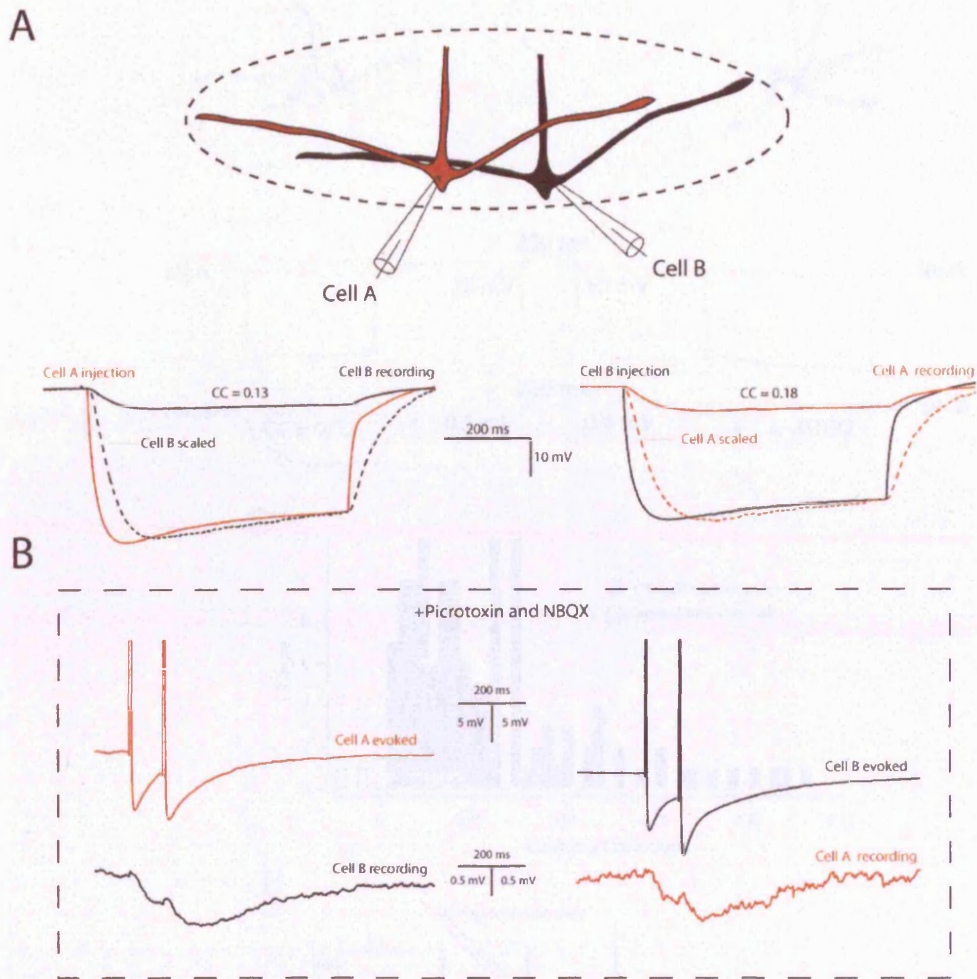 A
Cell A
Cell B
Cell A injection
Cell B recording
CC = 0.13
Cell B scaled
200 ms
10 mV
Cell B injection
Cell A recording
CC = 0.18
Cell A scaled
B
+Picrotoxin and NBQX
200 ms
5 mV 5 mV
Cell A evoked
Cell B evoked
200 ms
0.5 mV 0.5 mV
Cell B recording
Cell A recording